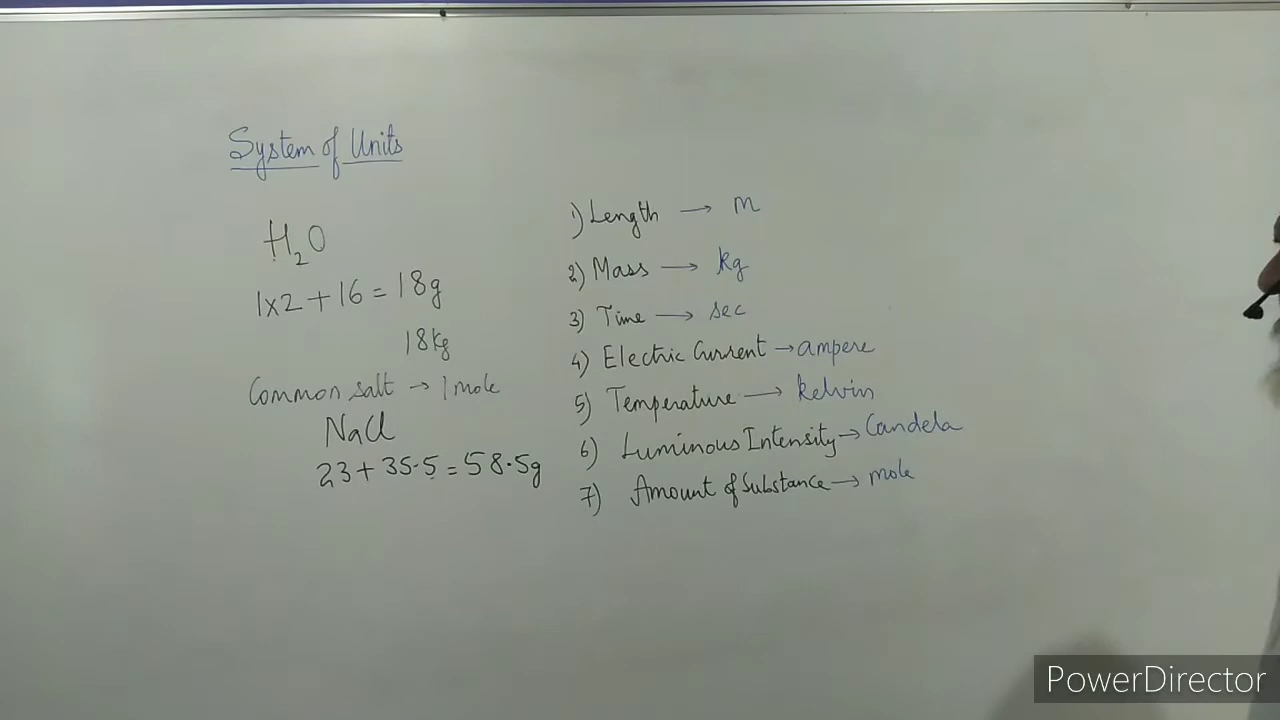 System of Units
H₂O
1x2 + 16 = 18g
18kg
Common salt → 1 mole
NaCl
23 + 35.5 = 58.5g
1) Length → m
2) Mass → kg
3) Time → sec
4) Electric Current → ampere
5) Temperature → kelvin
6) Luminous Intensity → Candela
7) Amount of Substance → mole
PowerDirector